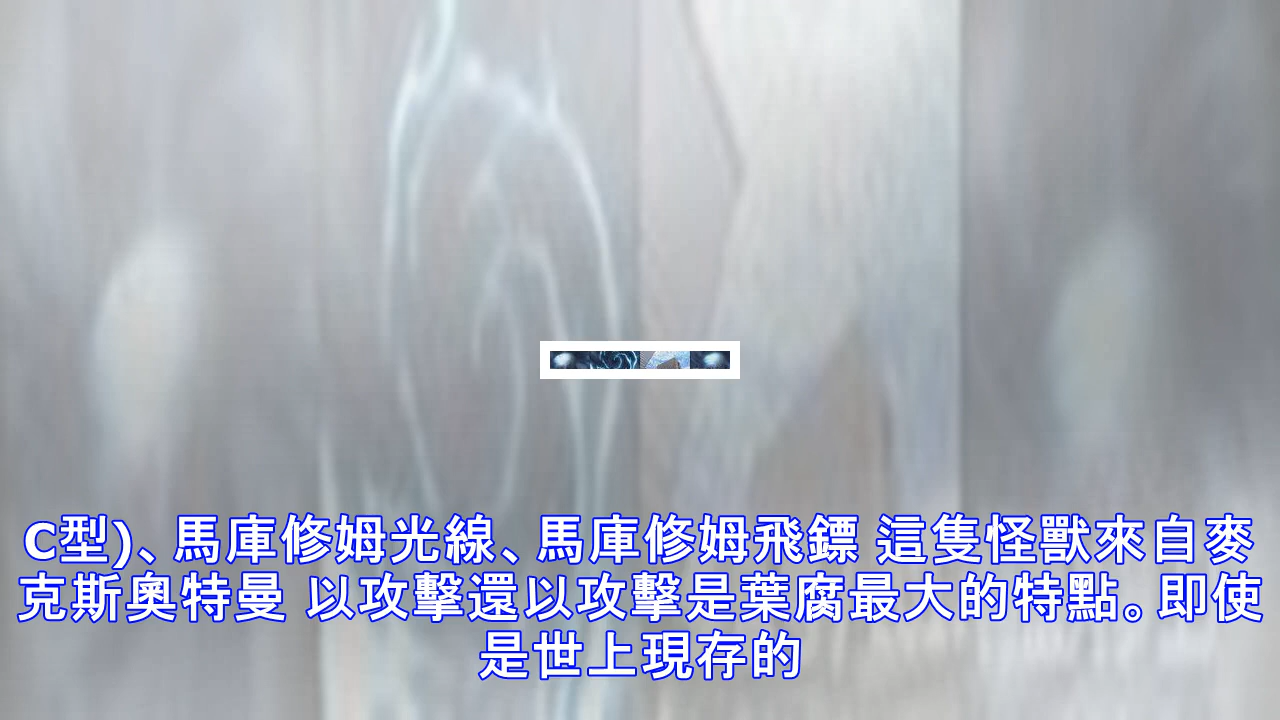 C型)、馬庫修姆光線、馬庫修姆飛鏢 這隻怪獸來自麥
克斯奧特曼 以攻擊還以攻擊是葉腐最大的特點。即使
是世上現存的